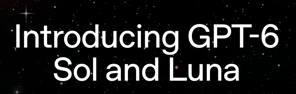 Introducing GPT-6
Sol and Luna